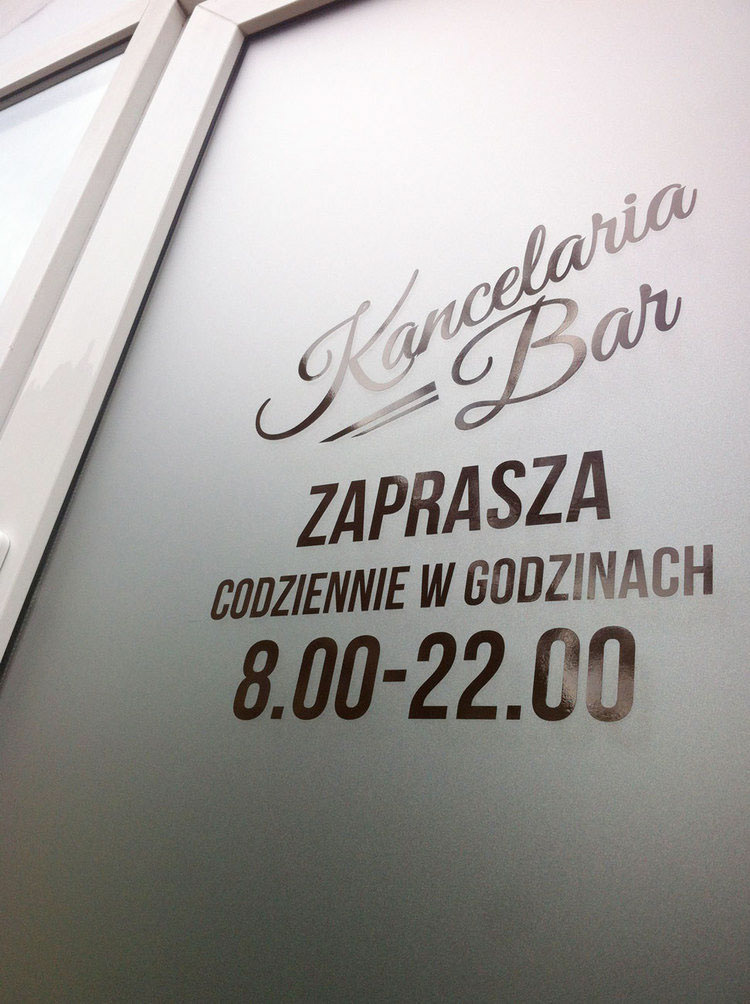 Kancelaria
Bar
ZAPRASZA
CODZIENNIE W GODZINACH
8.00-22.00